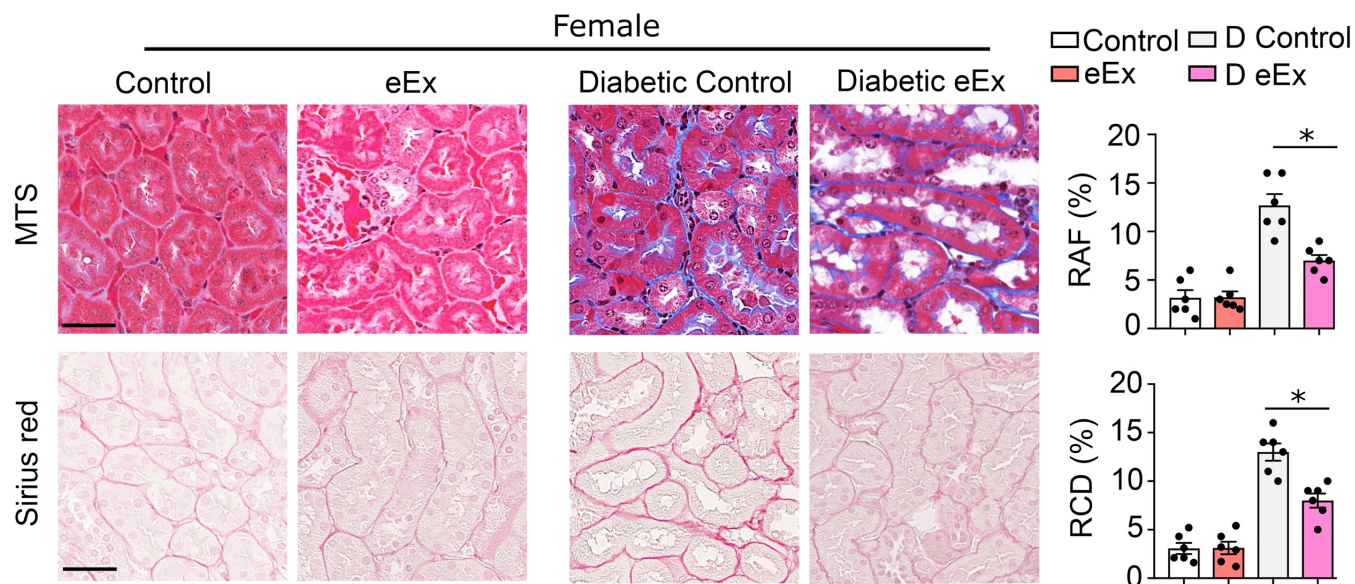 Female
Control
eEx
Diabetic Control
Diabetic eEx
MTS
Sirius red
Control
D Control
eEx
D eEx
RAF (%)
20
15
10
5
0
*
RCD (%)
20
15
10
5
0
*